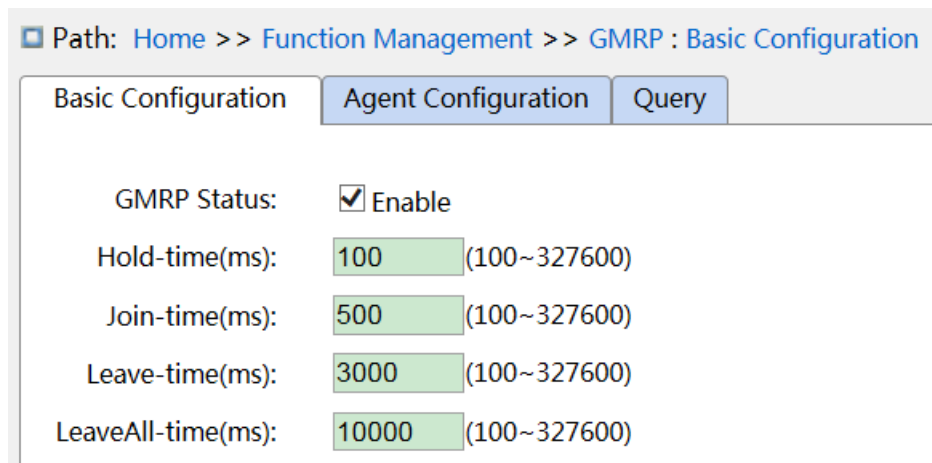 Path: Home >> Function Management >> GMRP : Basic Configuration
Basic Configuration Agent Configuration Query
GMRP Status: Enable
Hold-time(ms): 100 (100~327600)
Join-time(ms): 500 (100~327600)
Leave-time(ms): 3000 (100~327600)
LeaveAll-time(ms): 10000 (100~327600)